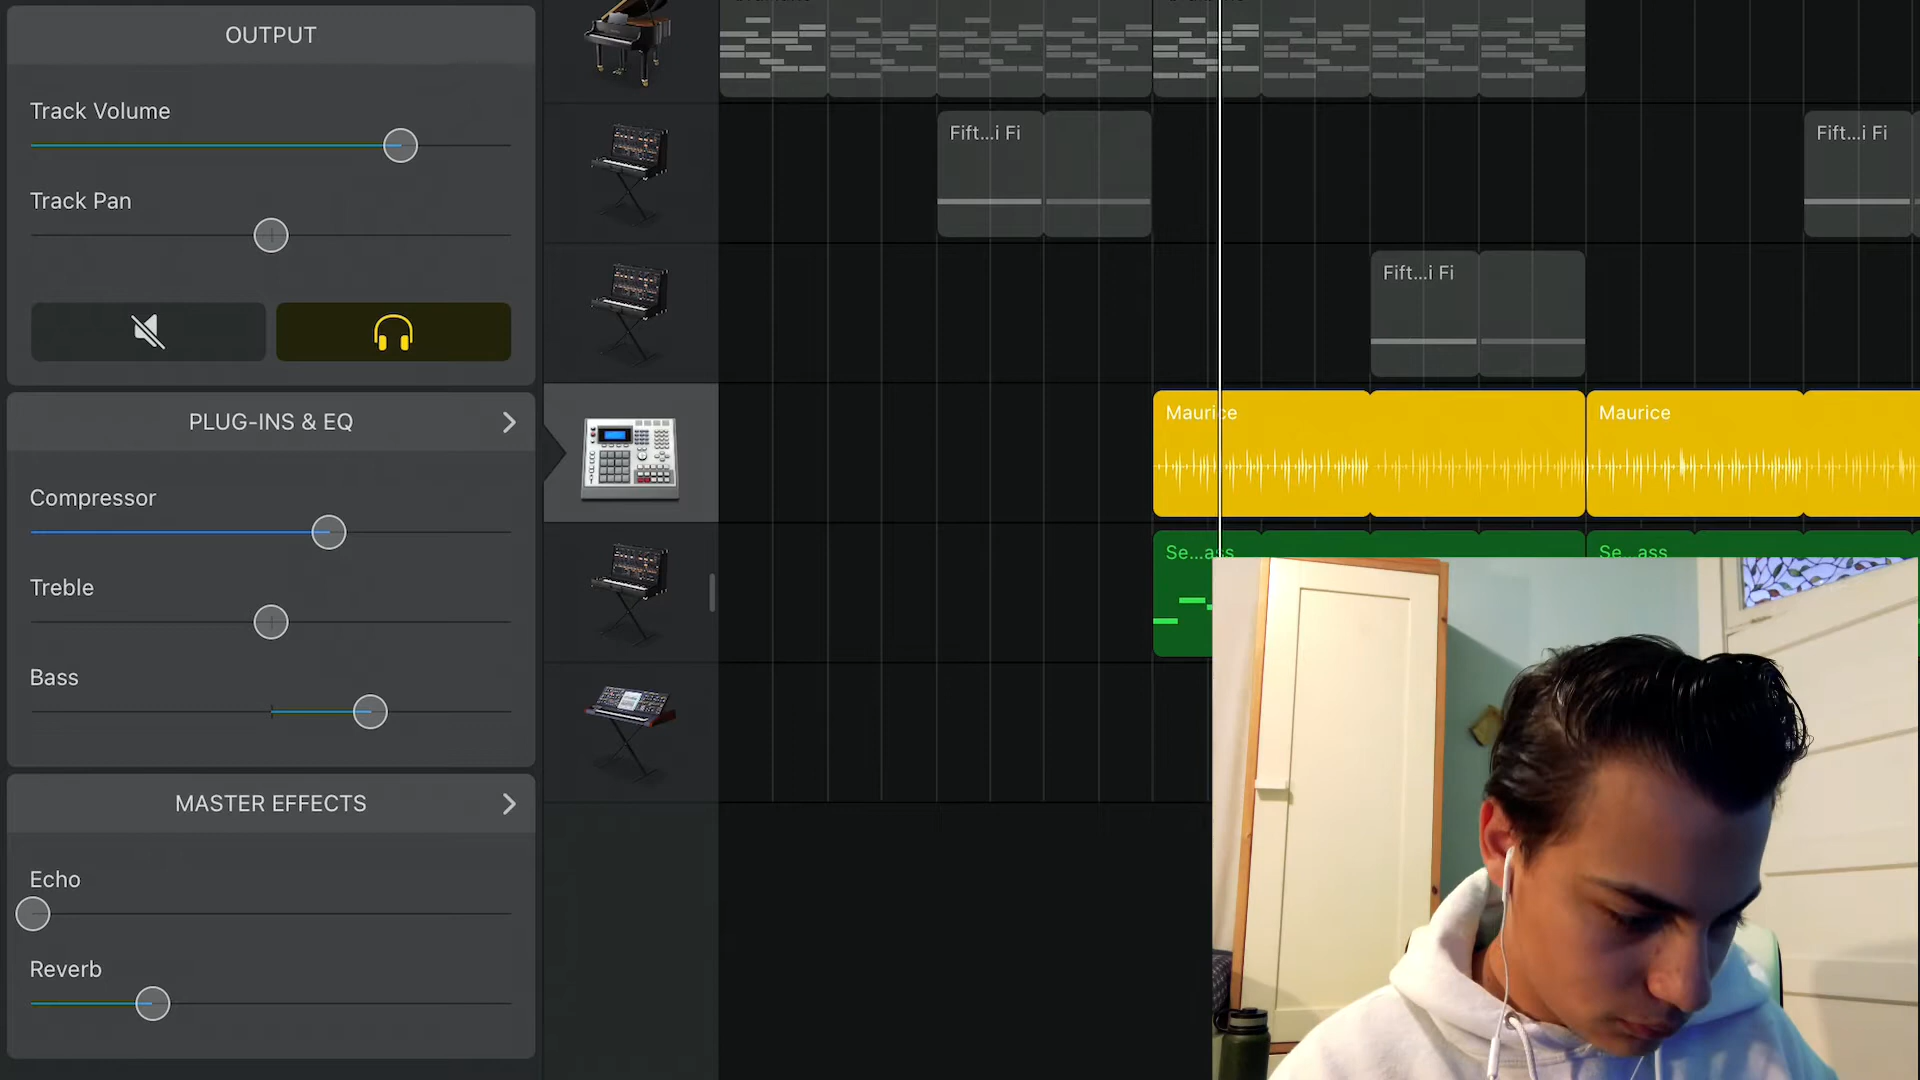 OUTPUT
Track Volume
Track Pan
PLUG-INS & EQ
Compressor
Treble
Bass
MASTER EFFECTS
Echo
Reverb
Fift...i Fi
Fift...i Fi
Fift...i Fi
Maurice
Maurice
Se...ass
Se...ass